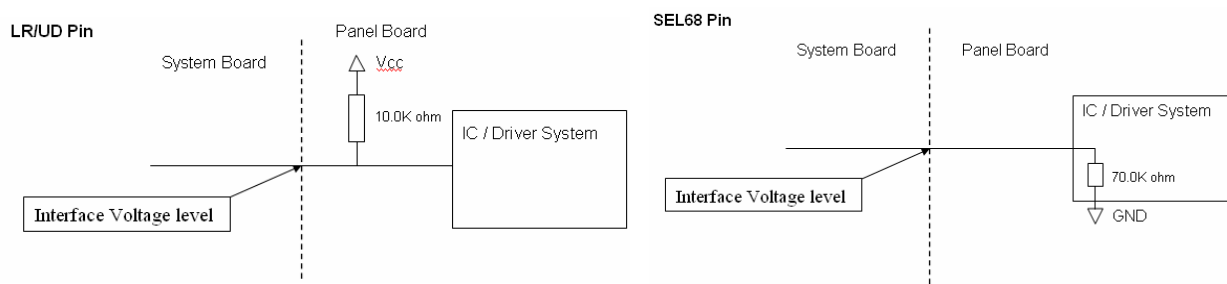 LR/UD Pin
System Board
Panel Board
Vcc
10.0K ohm
IC / Driver System
Interface Voltage level
SEL68 Pin
System Board
Panel Board
IC / Driver System
70.0K ohm
GND
Interface Voltage level